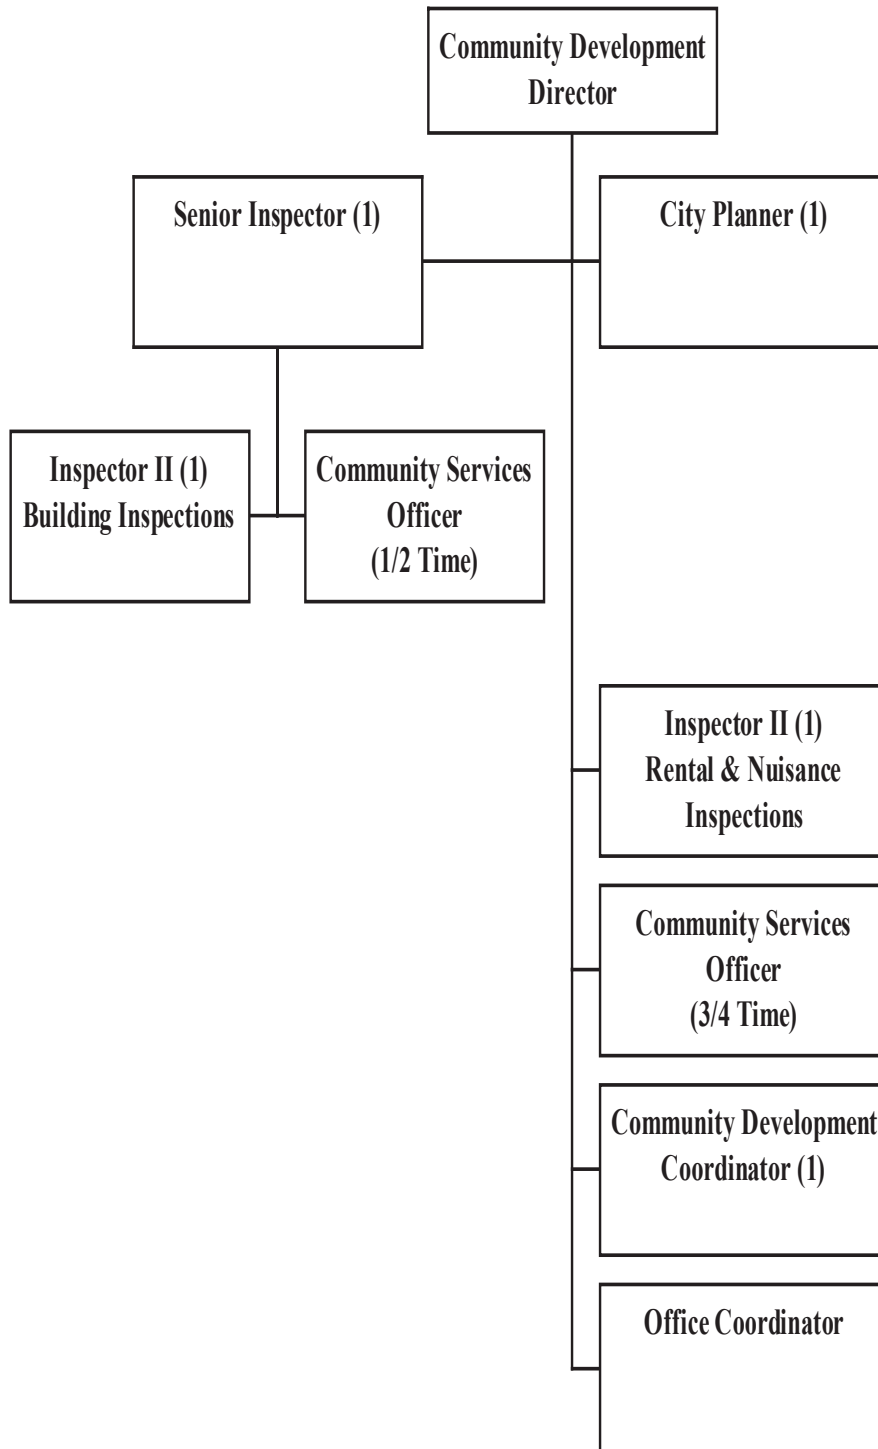 Community Development
Director
Senior Inspector (1)
City Planner (1)
Inspector II (1)
Building Inspections
Community Services
Officer
(1/2 Time)
Inspector II (1)
Rental & Nuisance
Inspections
Community Services
Officer
(3/4 Time)
Community Development
Coordinator (1)
Office Coordinator